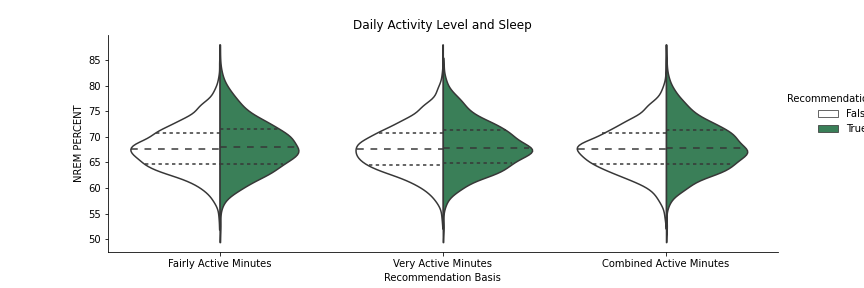 Daily Activity Level and Sleep
NREM PERCENT
85
80
75
70
65
60
55
50
Fairly Active Minutes
Very Active Minutes
Combined Active Minutes
Recommendation Basis
Recommendatio
Fals
True